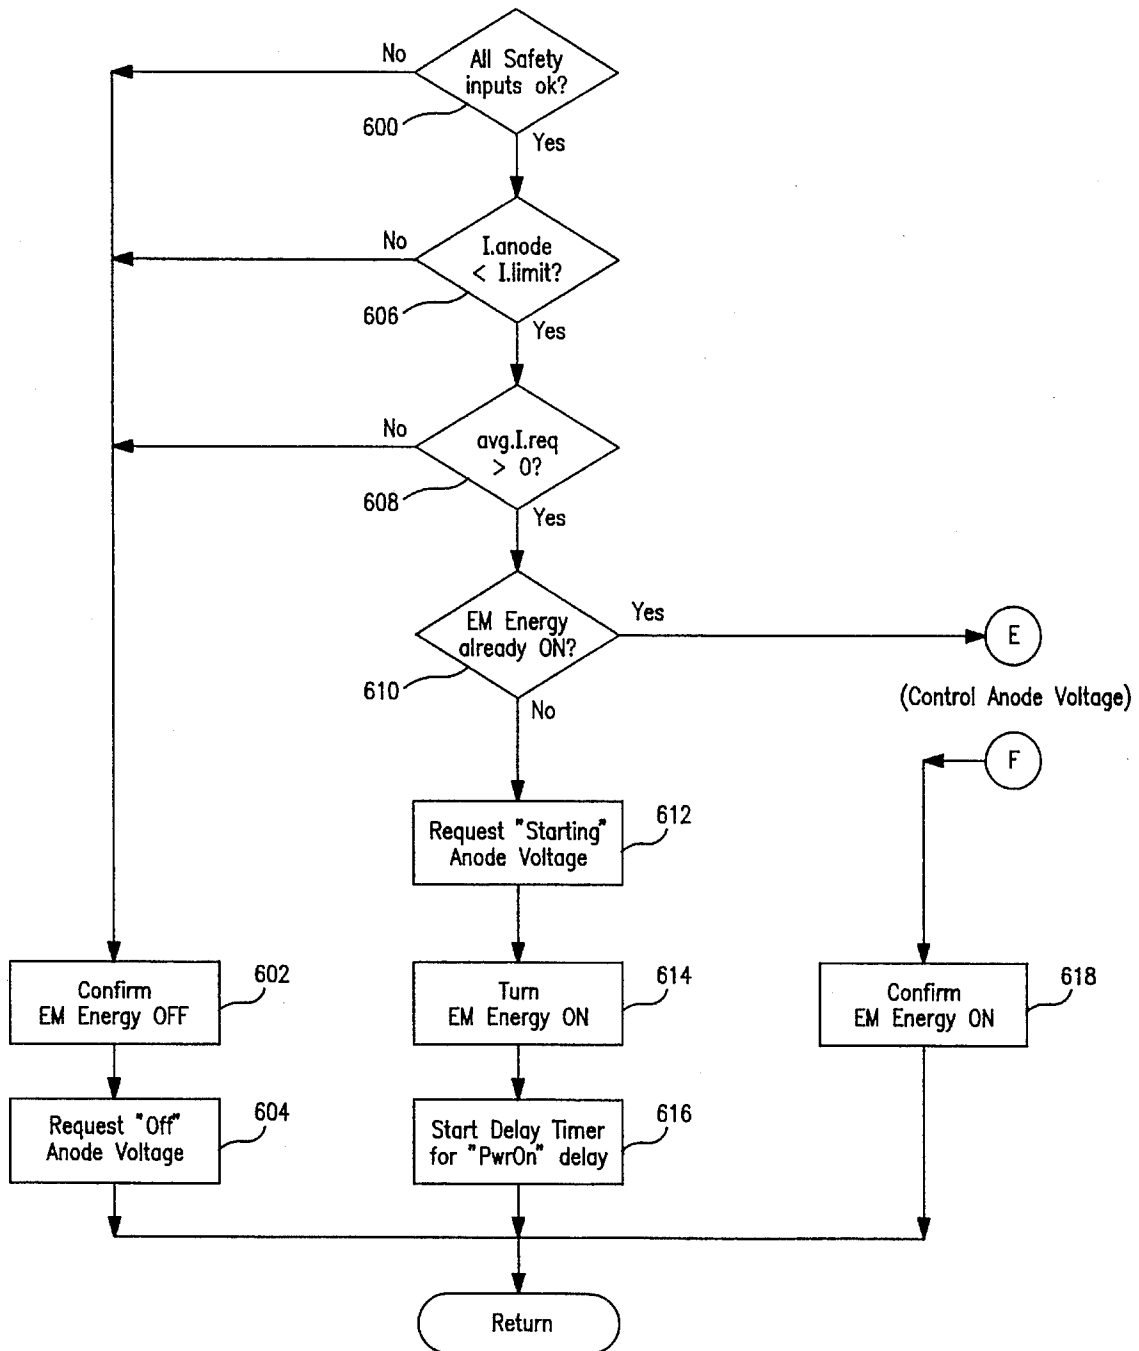 All Safety
inputs ok?
No
600
Yes
I.anode
< I.limit?
No
606
Yes
avg.I.req
> 0?
No
608
Yes
EM Energy
already ON?
Yes
610
No
E
(Control Anode Voltage)
F
Request "Starting"
Anode Voltage
612
Confirm
EM Energy OFF
602
Turn
EM Energy ON
614
Confirm
EM Energy ON
618
Request "Off"
Anode Voltage
604
Start Delay Timer
for "PwrOn" delay
616
Return